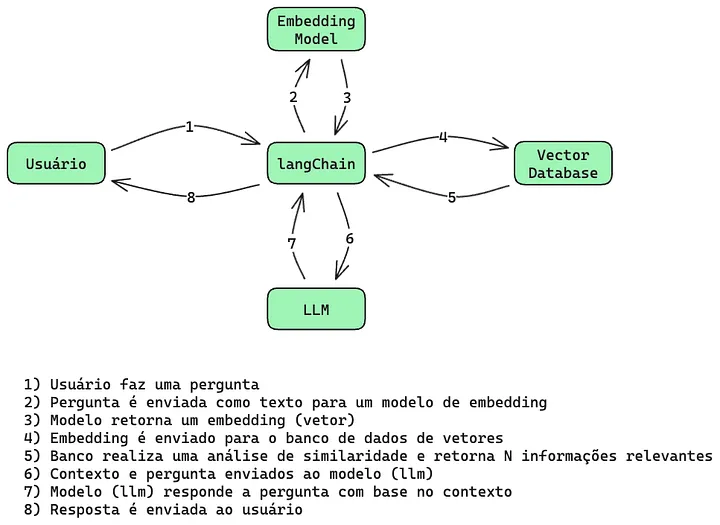 Embedding
Model
2
3
1
4
Usuário
langChain
Vector
Database
8
5
7
6
LLM
1) Usuário faz uma pergunta
2) Pergunta é enviada como texto para um modelo de embedding
3) Modelo retorna um embedding (vetor)
4) Embedding é enviado para o banco de dados de vetores
5) Banco realiza uma análise de similaridade e retorna N informações relevantes
6) Contexto e pergunta enviados ao modelo (llm)
7) Modelo (llm) responde a pergunta com base no contexto
8) Resposta é enviada ao usuário